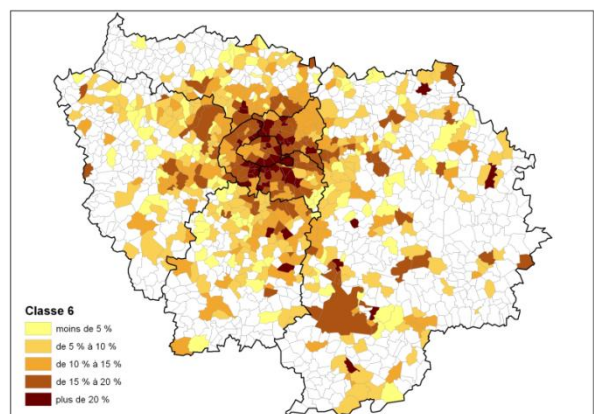 Classe 6
moins de 5 %
de 5 % à 10 %
de 10 % à 15 %
de 15 % à 20 %
plus de 20 %